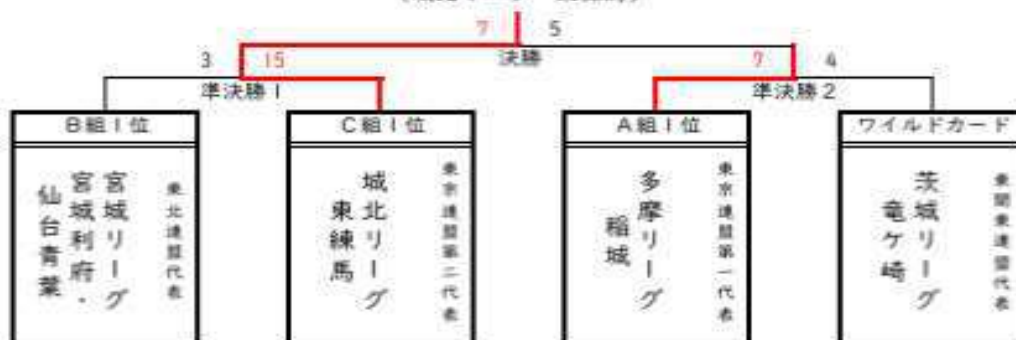 7 5
決勝
3 15
準決勝1
7 4
準決勝2
B組1位
東北連盟代表
宮城リーグ
宮城利府・
仙台青葉
C組1位
東京連盟第二代表
城北リーグ
東練馬
A組1位
東京連盟第一代表
多摩リーグ
稲城
ワイルドカード
東関東連盟代表
茨城リーグ
竜ケ崎